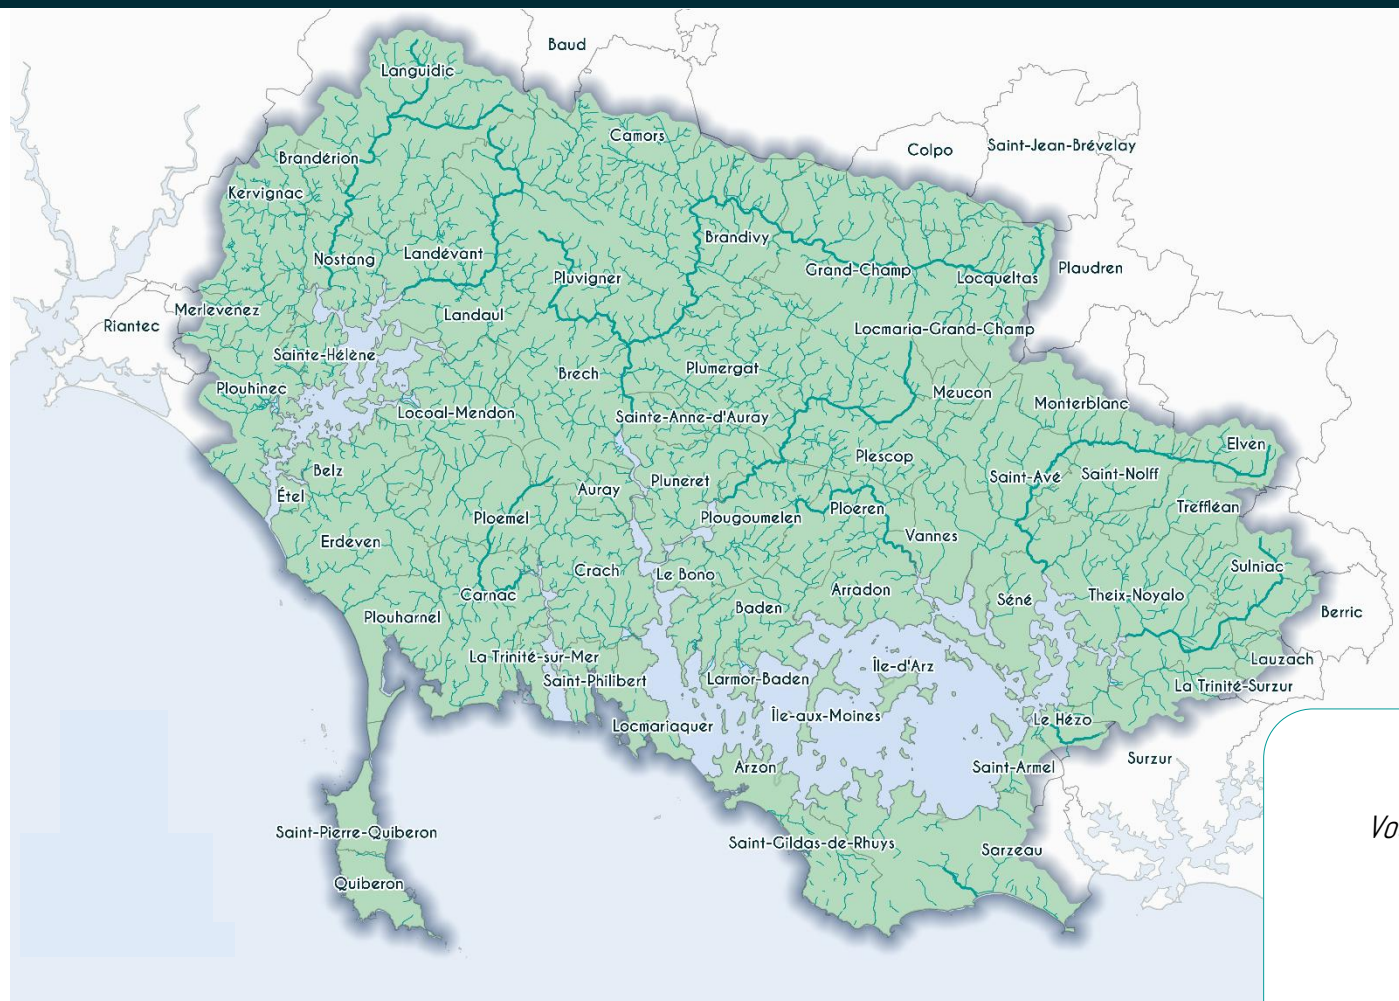 Baud
Languidic
Camors
Colpo
Saint-Jean-Brévelay
Brandérion
Kervignac
Brandivy
Nostang
Landévant
Pluvigner
Grand-Champ
Locqueltas
Plaudren
Merlevenez
Riantec
Landaul
Locmaria-Grand-Champ
Sainte-Hélène
Brech
Plumergat
Plouhinec
Meucon
Monterblanc
Locoal-Mendon
Sainte-Anne-d'Auray
Elven
Plescop
Belz
Saint-Avé
Saint-Nolff
Étel
Auray
Pluneret
Treffléan
Ploemel
Plougoumelen
Ploeren
Vannes
Erdeven
Crach
Le Bono
Sulniac
Carnac
Arradon
Séné
Theix-Noyalo
Baden
Berric
Plouharnel
La Trinité-sur-Mer
Île-d'Arz
Lauzach
Saint-Philibert
Larmor-Baden
La Trinité-Surzur
Île-aux-Moines
Locmariaquer
Le Hézo
Arzon
Saint-Armel
Surzur
Saint-Pierre-Quiberon
Saint-Gildas-de-Rhuys
Sarzeau
Vo
Quiberon